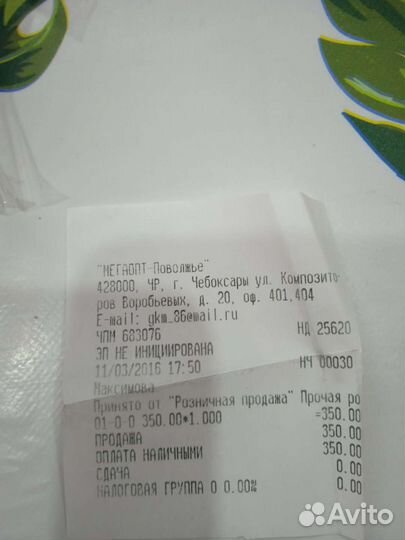 "МЕГАОПТ-Поволжье"
428000, ЧР, г. Чебоксары ул. Композито-
ров Воробьевых, д. 20, оф. 401,404
E-mail: gkm_86@mail.ru
ЧПМ 683076 НД 25620
ЭП НЕ ИНИЦИИРОВАНА
11/03/2016 17:50 НЧ 00030
Максимова
Принято от "Розничная продажа" Прочая ро
01-0-0 350.00*1.000 =350.00
ПРОДАЖА 350.00
ОПЛАТА НАЛИЧНЫМИ 350.00
СДАЧА 0.00
НАЛОГОВАЯ ГРУППА 0 0.00% 0.00
Avito